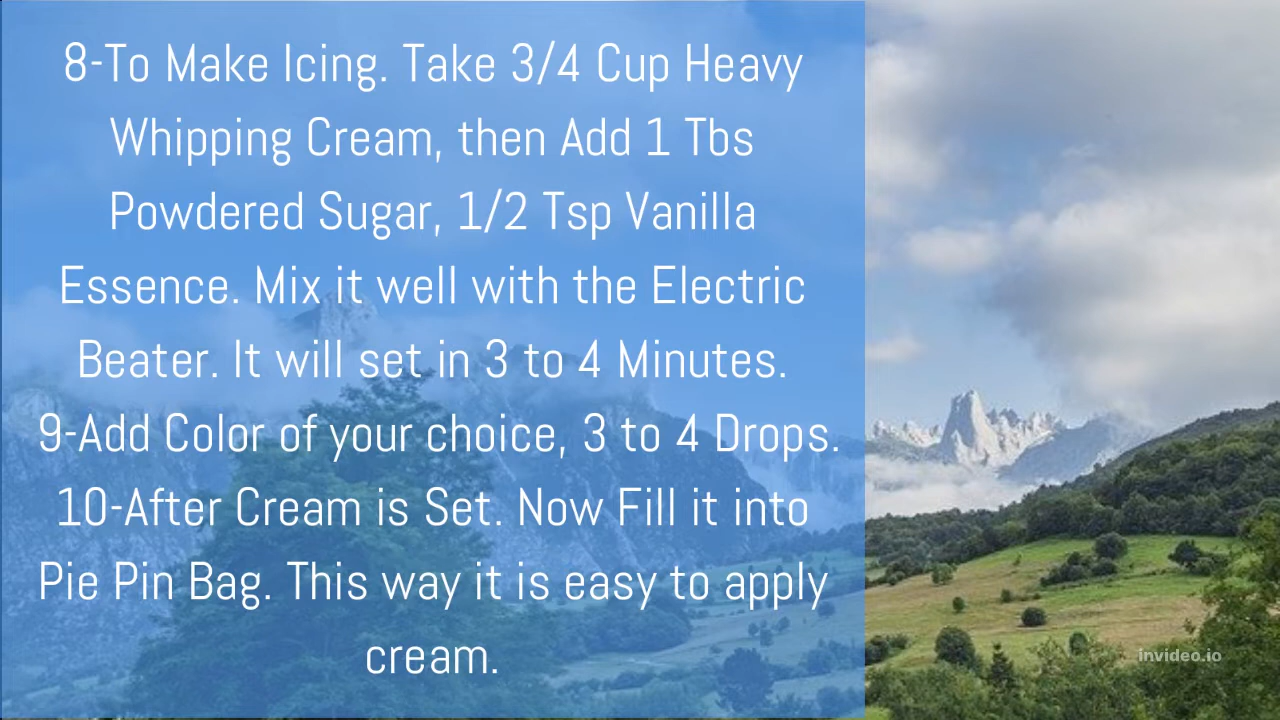 8-To Make Icing. Take 3/4 Cup Heavy
Whipping Cream, then Add 1 Tbs
Powdered Sugar, 1/2 Tsp Vanilla
Essence. Mix it well with the Electric
Beater. It will set in 3 to 4 Minutes.
9-Add Color of your choice, 3 to 4 Drops.
10-After Cream is Set. Now Fill it into
Pie Pin Bag. This way it is easy to apply
cream.
invideo.io